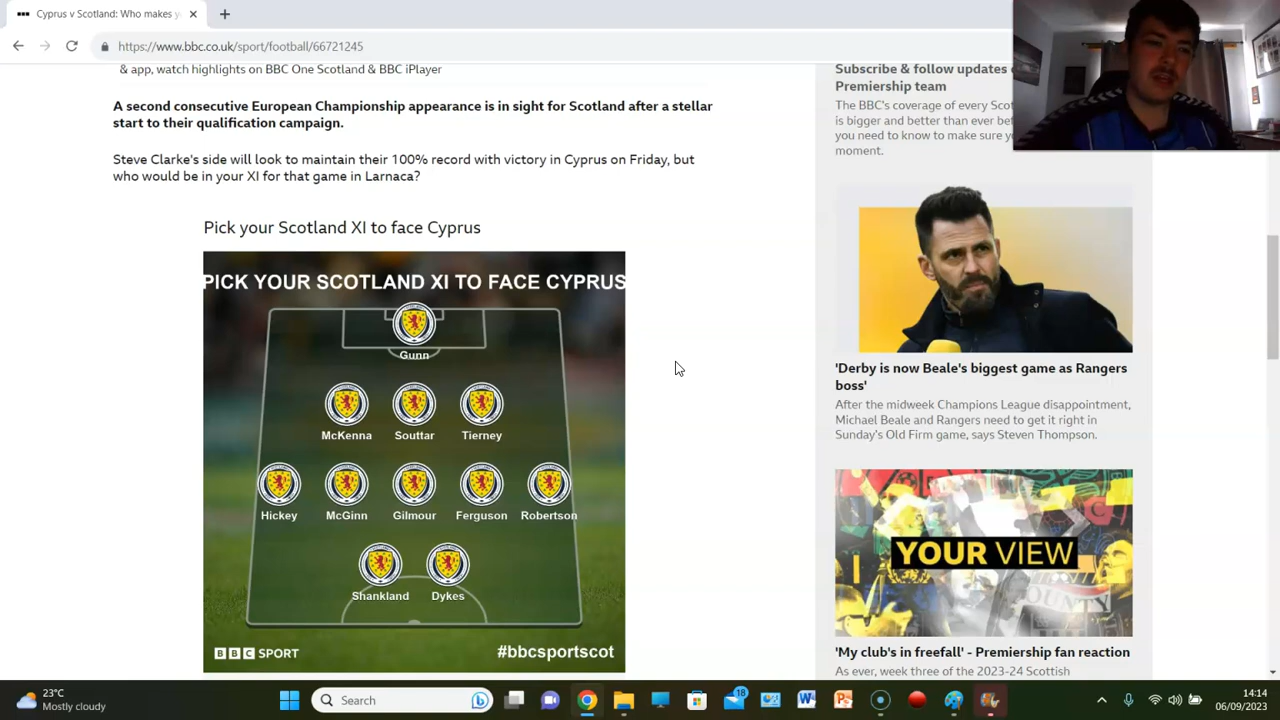 Cyprus v Scotland: Who makes y
https://www.bbc.co.uk/sport/football/66721245
& app, watch highlights on BBC One Scotland & BBC iPlayer
A second consecutive European Championship appearance is in sight for Scotland after a stellar
start to their qualification campaign.
Steve Clarke's side will look to maintain their 100% record with victory in Cyprus on Friday, but
who would be in your XI for that game in Larnaca?
Pick your Scotland XI to face Cyprus
PICK YOUR SCOTLAND XI TO FACE CYPRUS
Gunn
McKenna Souttar Tierney
Hickey McGinn Gilmour Ferguson Robertson
Shankland Dykes
BBC SPORT #bbcsportscot
Subscribe & follow updates
Premiership team
The BBC's coverage of every
is bigger and better than ever
you need to know to make sure
moment.
'Derby is now Beale's biggest game as Rangers
boss'
After the midweek Champions League disappointment,
Michael Beale and Rangers need to get it right in
Sunday's Old Firm game, says Steven Thompson.
YOUR VIEW
COUNTY
'My club's in freefall' - Premiership fan reaction
As ever, week three of the 2023-24 Scottish
23°C
Mostly cloudy
Search
18
14:14
06/09/2023